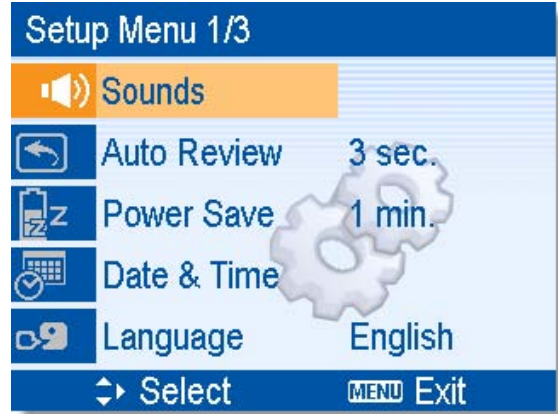 Setup Menu 1/3
Sounds
Auto Review 3 sec.
Power Save 1 min.
Date & Time
Language English
Select MENU Exit